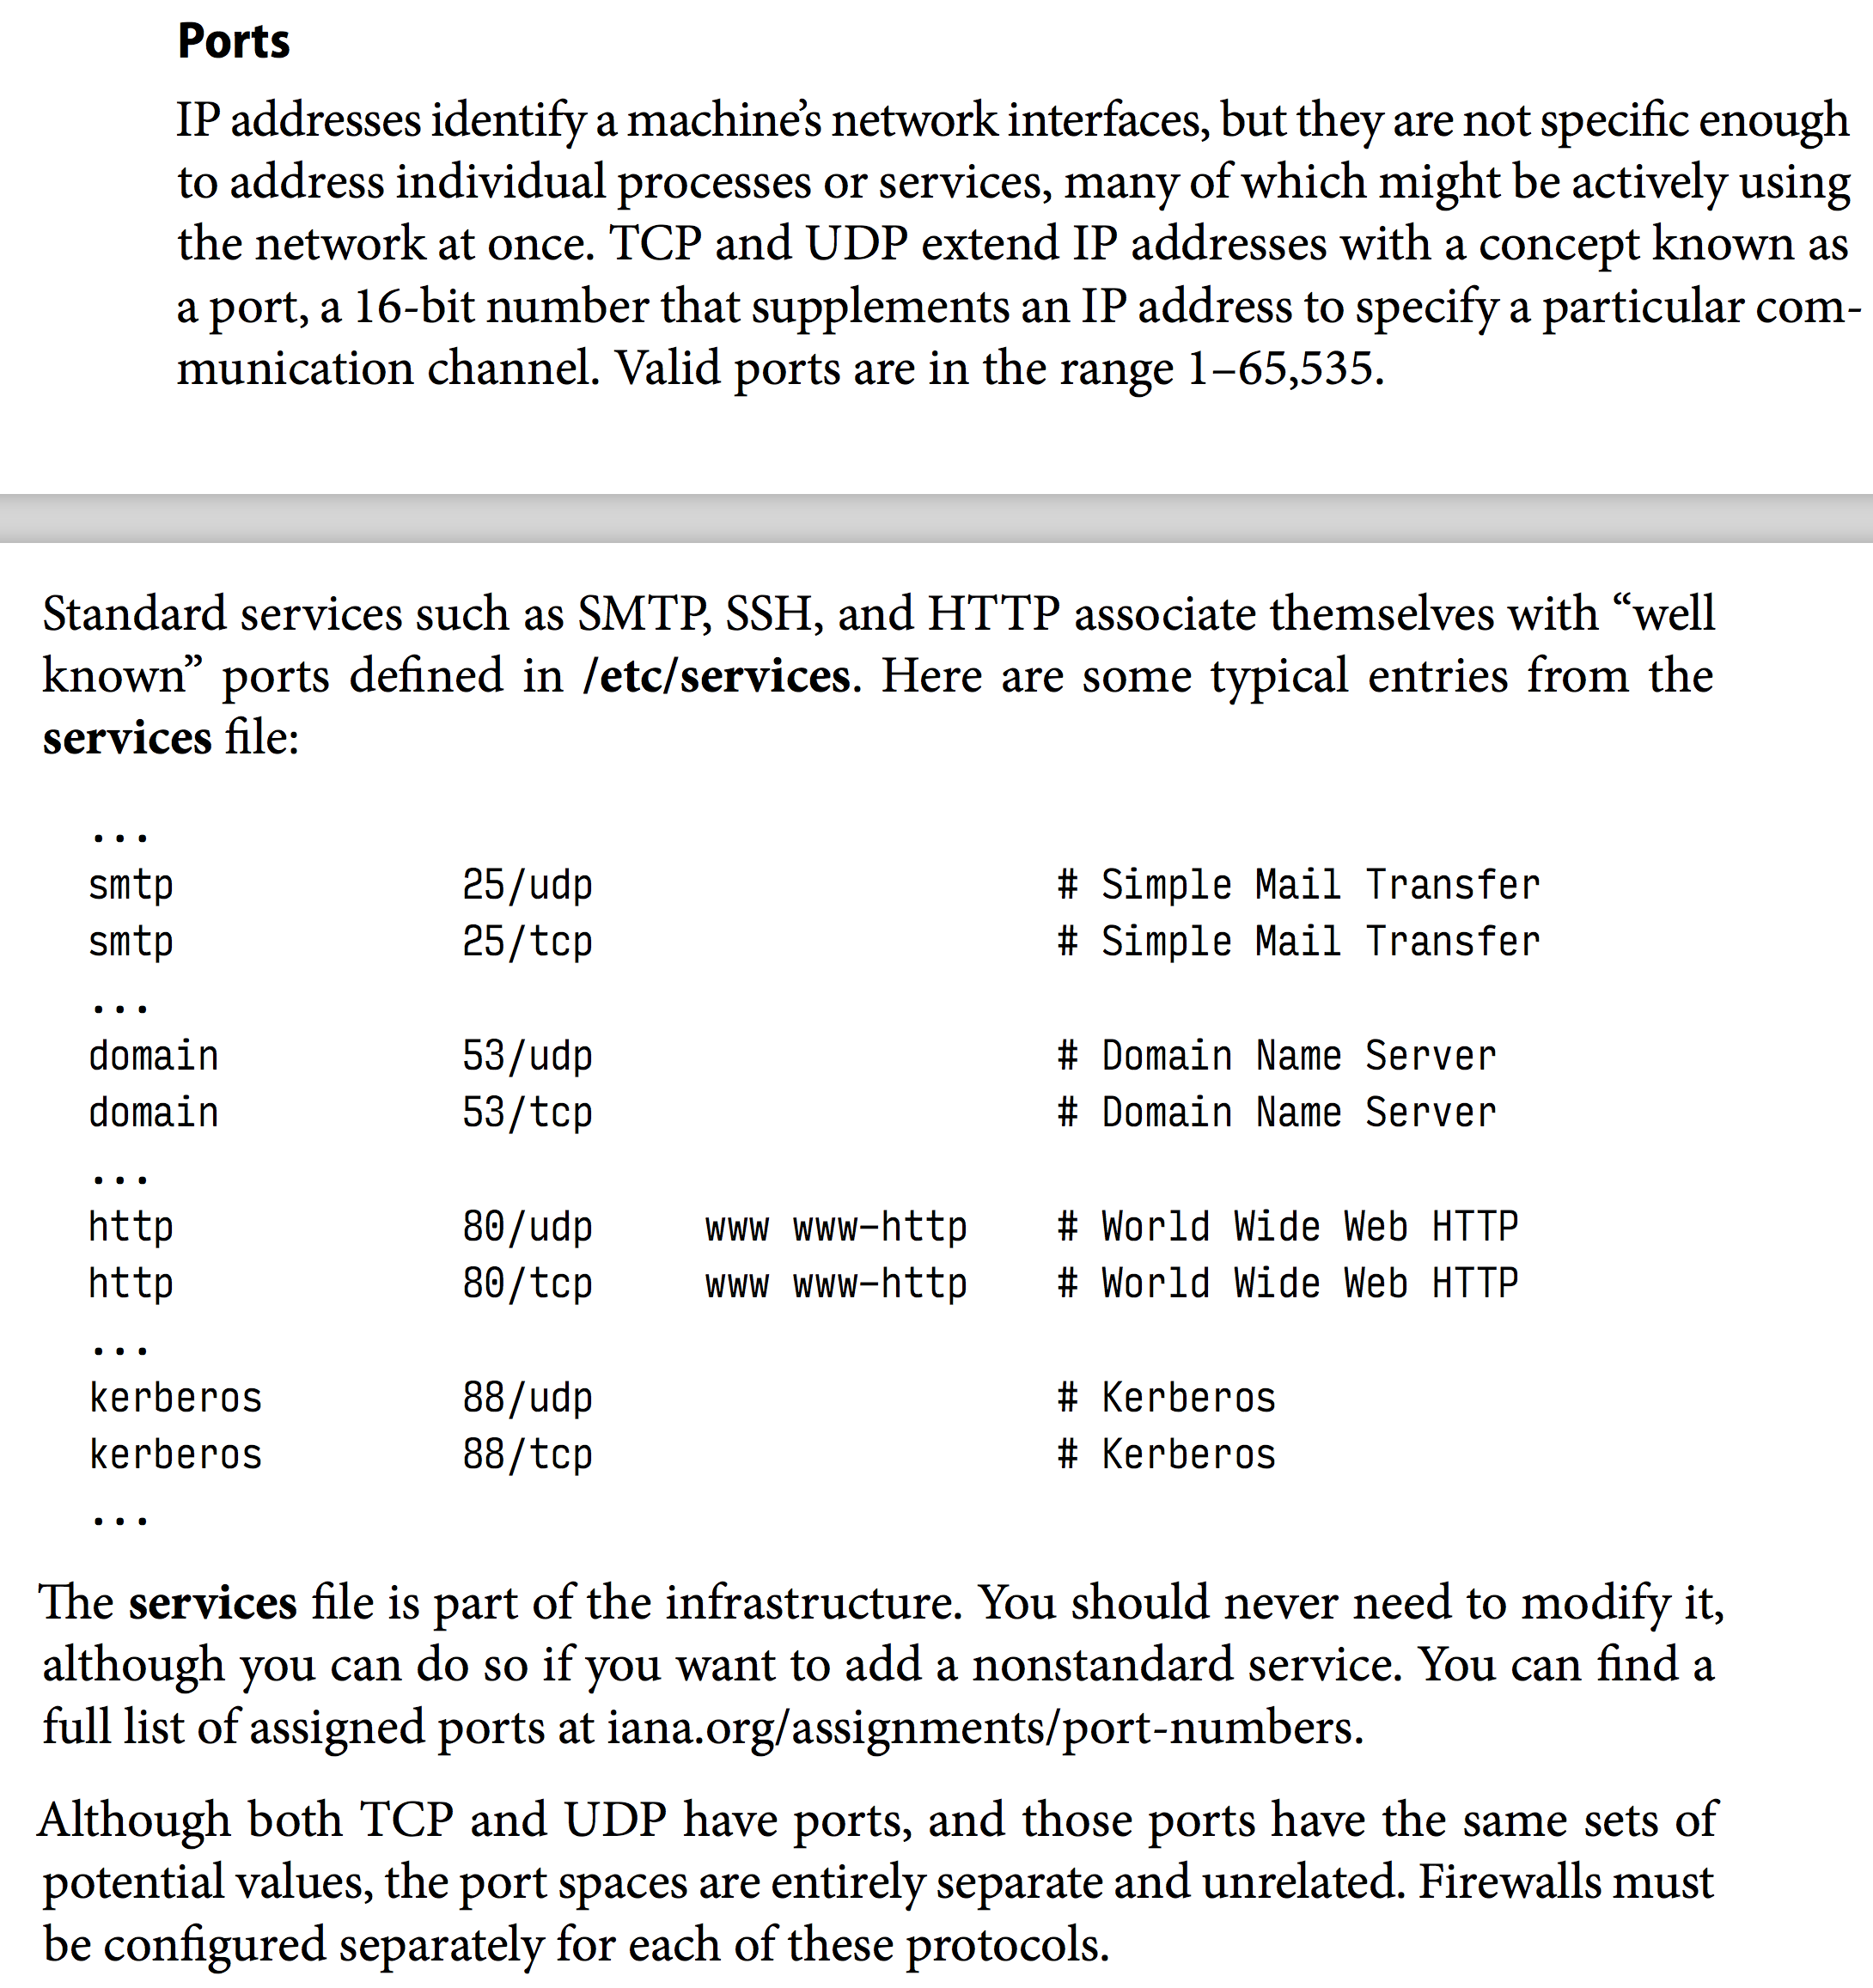 Ports
IP addresses identify a machine’s network interfaces, but they are not specific enough
to address individual processes or services, many of which might be actively using
the network at once. TCP and UDP extend IP addresses with a concept known as
a port, a 16-bit number that supplements an IP address to specify a particular com-
munication channel. Valid ports are in the range 1–65,535.
Standard services such as SMTP, SSH, and HTTP associate themselves with “well
known” ports defined in /etc/services. Here are some typical entries from the
services file:
...
smtp 25/udp # Simple Mail Transfer
smtp 25/tcp # Simple Mail Transfer
...
domain 53/udp # Domain Name Server
domain 53/tcp # Domain Name Server
...
http 80/udp www www-http # World Wide Web HTTP
http 80/tcp www www-http # World Wide Web HTTP
...
kerberos 88/udp # Kerberos
kerberos 88/tcp # Kerberos
...
The services file is part of the infrastructure. You should never need to modify it,
although you can do so if you want to add a nonstandard service. You can find a
full list of assigned ports at iana.org/assignments/port-numbers.
Although both TCP and UDP have ports, and those ports have the same sets of
potential values, the port spaces are entirely separate and unrelated. Firewalls must
be configured separately for each of these protocols.